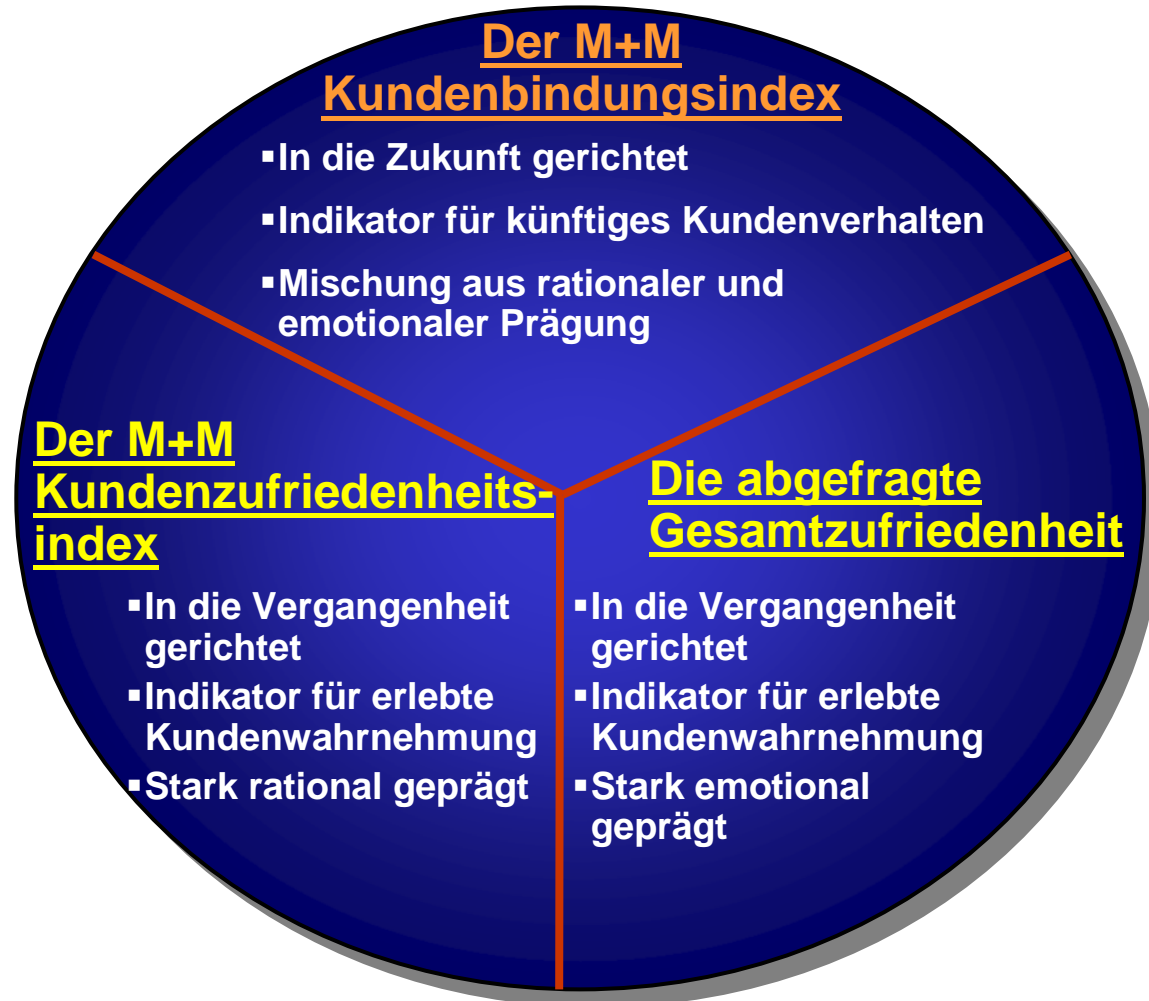 Der M+M
Kundenbindungsindex
▪In die Zukunft gerichtet
▪Indikator für künftiges Kundenverhalten
▪Mischung aus rationaler und
emotionaler Prägung
Der M+M
Kundenzufriedenheits-
index
▪In die Vergangenheit
gerichtet
▪Indikator für erlebte
Kundenwahrnehmung
▪Stark rational geprägt
Die abgefragte
Gesamtzufriedenheit
▪In die Vergangenheit
gerichtet
▪Indikator für erlebte
Kundenwahrnehmung
▪Stark emotional
geprägt